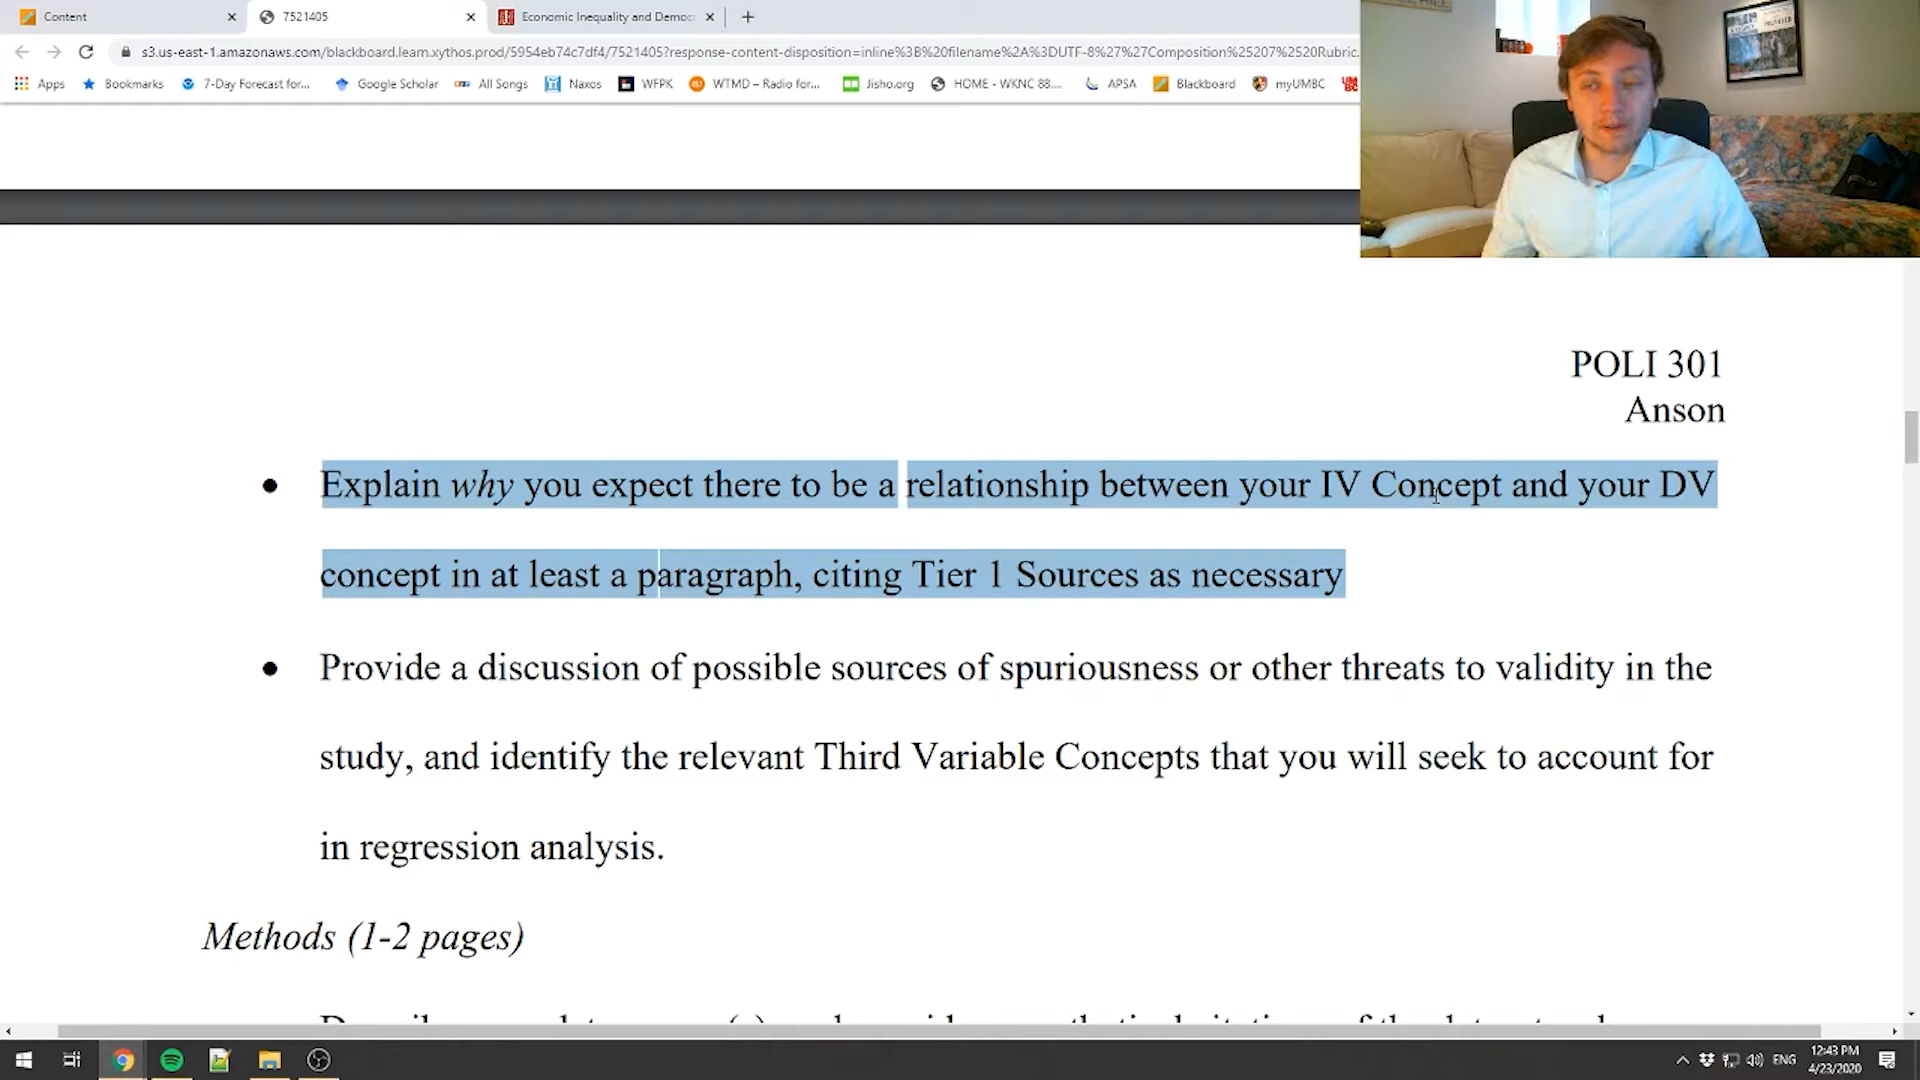 Content
7521405
Economic Inequality and Democ
s3.us-east-1.amazonaws.com/blackboard.learn.xythos.prod/5954eb74c7df4/7521405?response-content-disposition=inline%3B%20filename%2A%3DUTF-8%27%27Composition%25207%2520Rubric.
Apps
Bookmarks
7-Day Forecast for...
Google Scholar
All Songs
Naxos
WFPK
WTMD – Radio for...
Jisho.org
HOME - WKNC 88....
APSA
Blackboard
myUMBC
POLI 301
Anson
• Explain why you expect there to be a relationship between your IV Concept and your DV
concept in at least a paragraph, citing Tier 1 Sources as necessary
• Provide a discussion of possible sources of spuriousness or other threats to validity in the
study, and identify the relevant Third Variable Concepts that you will seek to account for
in regression analysis.
Methods (1-2 pages)
ENG
12:43 PM
4/23/2020